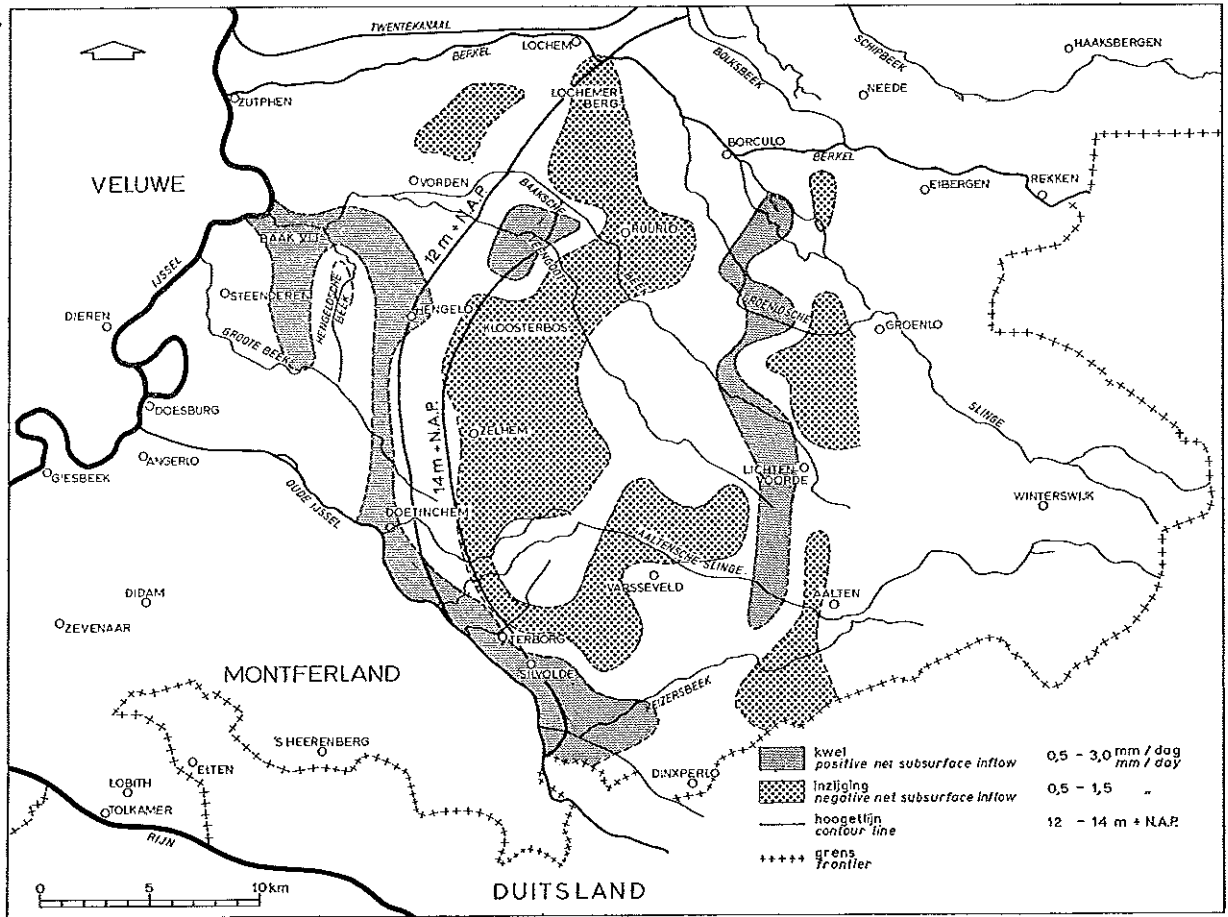 TWENTEKANAAL
LOCHEM
BERKEL
BOLKSBEEK
SCHIPBEEK
HAAKSBERGEN
ZUTPHEN
LOCHEMER
BERG
NEEDE
BORCULO
BERKEL
VELUWE
VORDEN
EIBERGEN
REKKEN
BAAKSCHE
12 m + N.A.P.
RUURLO
BEEK
IJSSEL
STEENDEREN
HENGELOSCHE
BEEK
HENGELO
KLOOSTERBOS
DIEREN
GROENLO
GROOTE BEEK
SLINGE
DOESBURG
ZELHEM
14 m + N.A.P.
ANGERLO
GIESBEEK
LICHTEN
VOORDE
WINTERSWIJK
OUDE IJSSEL
DOETINCHEM
AALTENSCHE-SLINGE
VARSSEVELD
AALTEN
DIDAM
ZEVENAAR
TERBORG
MONTFERLAND
SILVOLDE
'S HEERENBERG
ELTEN
LOBITH
TOLKAMER
RIJN
DINXPERLO
kwel 0,5 – 3,0 mm / dag
positive net subsurface inflow mm / day
inzijging 0,5 – 1,5 "
negative net subsurface inflow
hoogtelijn 12 – 14 m + N.A.P.
contour line
grens
frontier
0 5 10 km
DUITSLAND